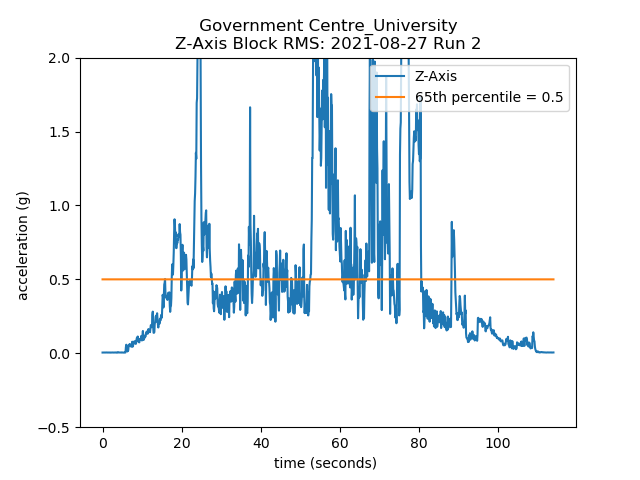 Government Centre_University
Z-Axis Block RMS: 2021-08-27 Run 2
Z-Axis
65th percentile = 0.5
2.0
1.5
1.0
0.5
0.0
−0.5
acceleration (g)
0 20 40 60 80 100
time (seconds)